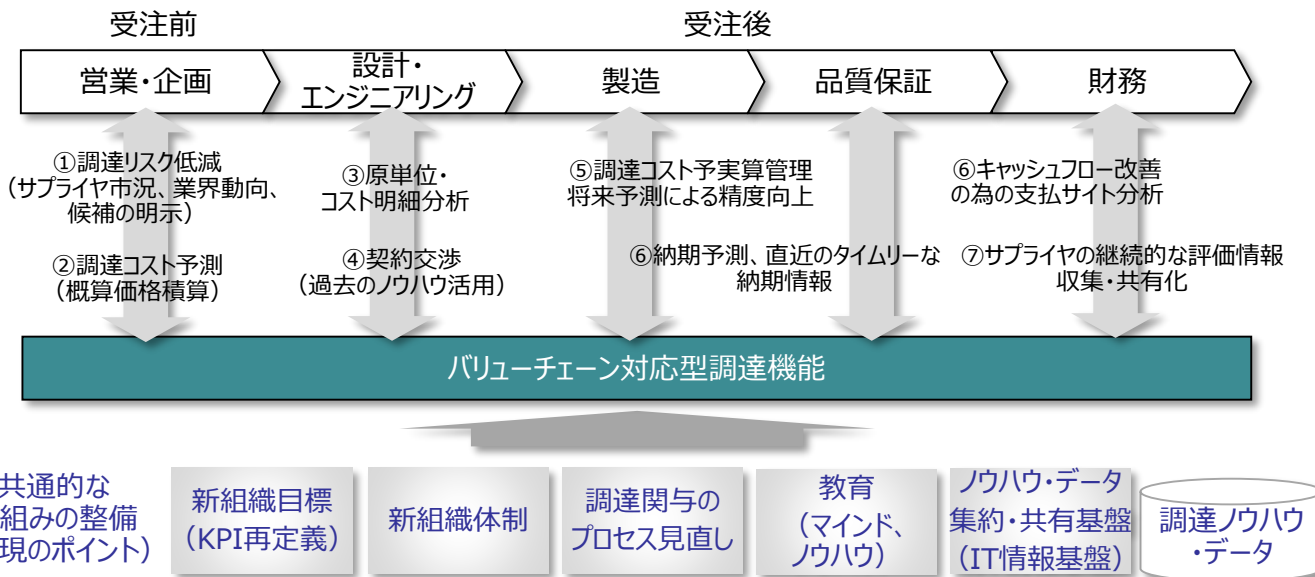 受注前
受注後
営業・企画
設計・
エンジニアリング
製造
品質保証
財務
①調達リスク低減
(サプライヤ市況、業界動向、
候補の明示)
②調達コスト予測
(概算価格積算)
③原単位・
コスト明細分析
④契約交渉
(過去のノウハウ活用)
⑤調達コスト予実算管理
将来予測による精度向上
⑥納期予測、直近のタイムリーな
納期情報
⑥キャッシュフロー改善
の為の支払サイト分析
⑦サプライヤの継続的な評価情報
収集・共有化
バリューチェーン対応型調達機能
共通的な
組みの整備
現のポイント)
新組織目標
(KPI再定義)
新組織体制
調達関与の
プロセス見直し
教育
(マインド、
ノウハウ)
ノウハウ・データ
集約・共有基盤
(IT情報基盤)
調達ノウハウ
・データ